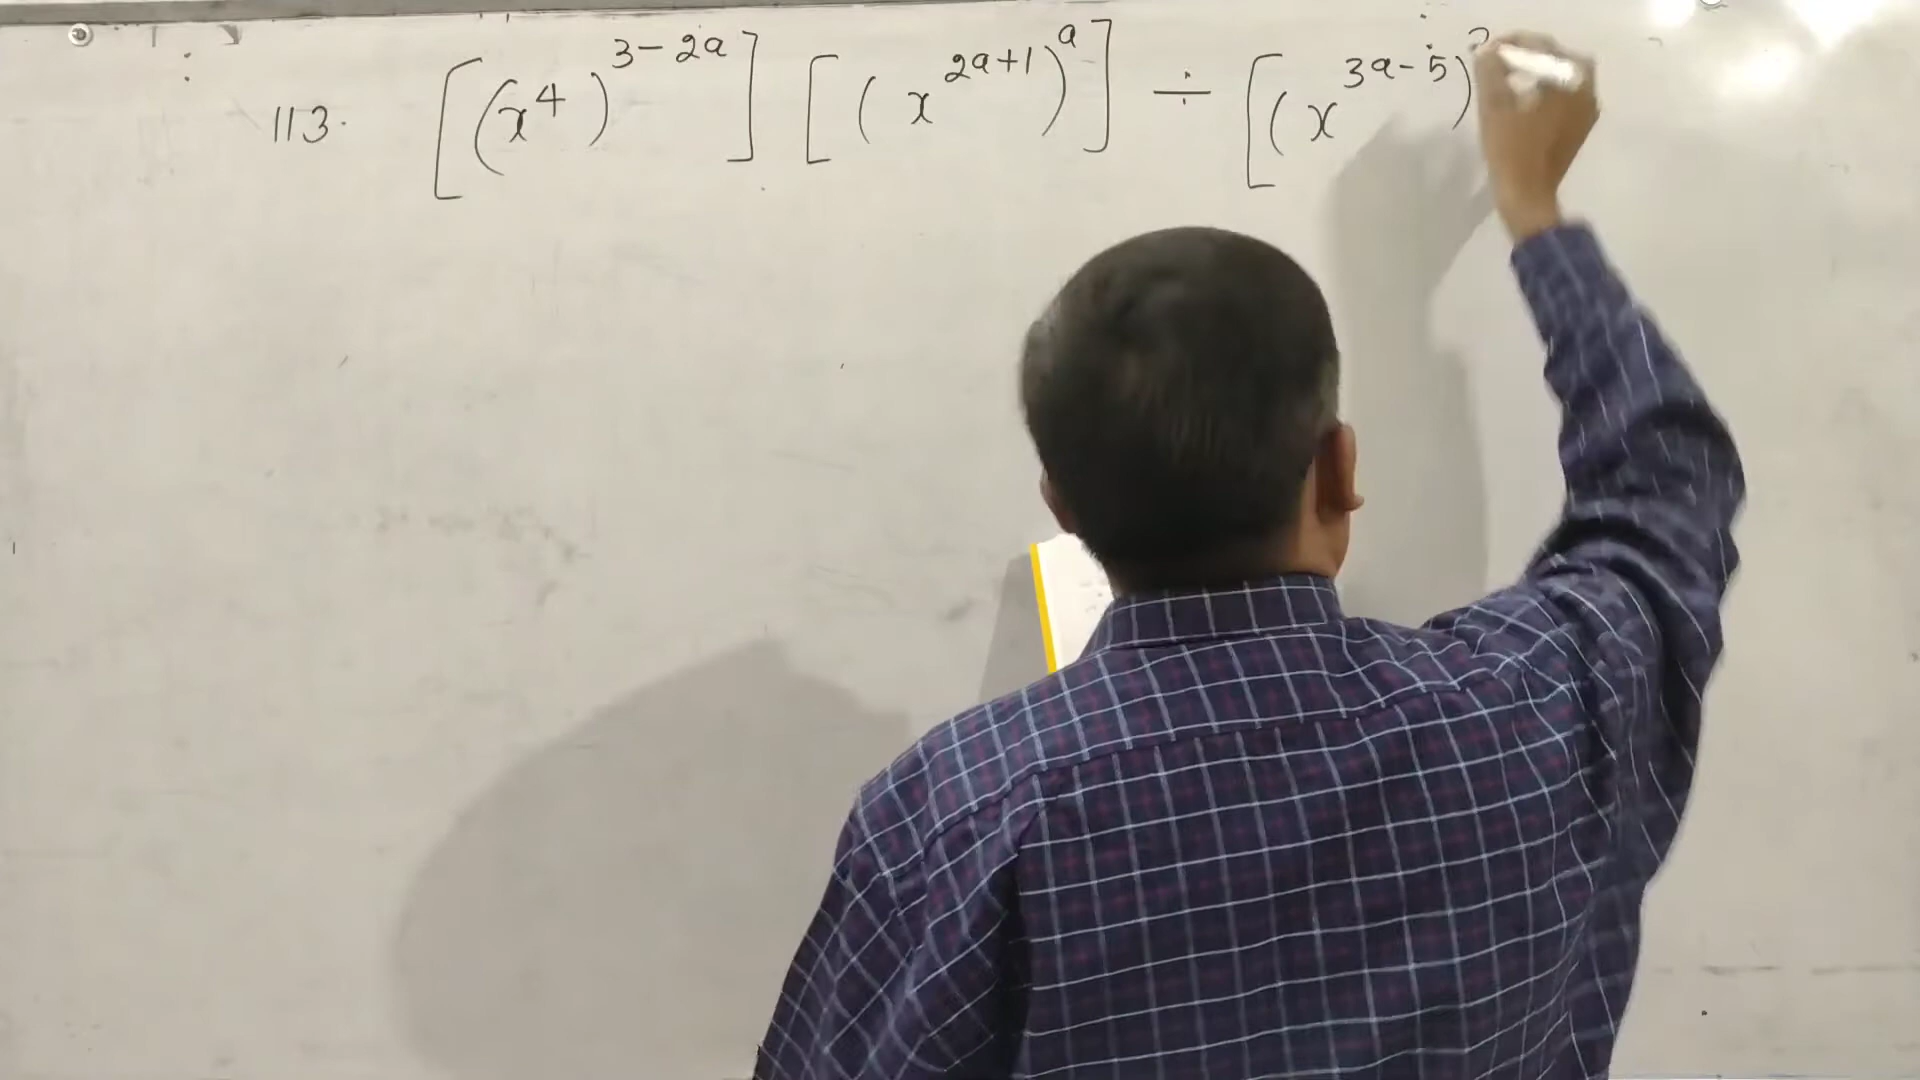 113. [(x^4)^{3-2a}] [(x^{2a+1})^a] ÷ [(x^{3a-5})